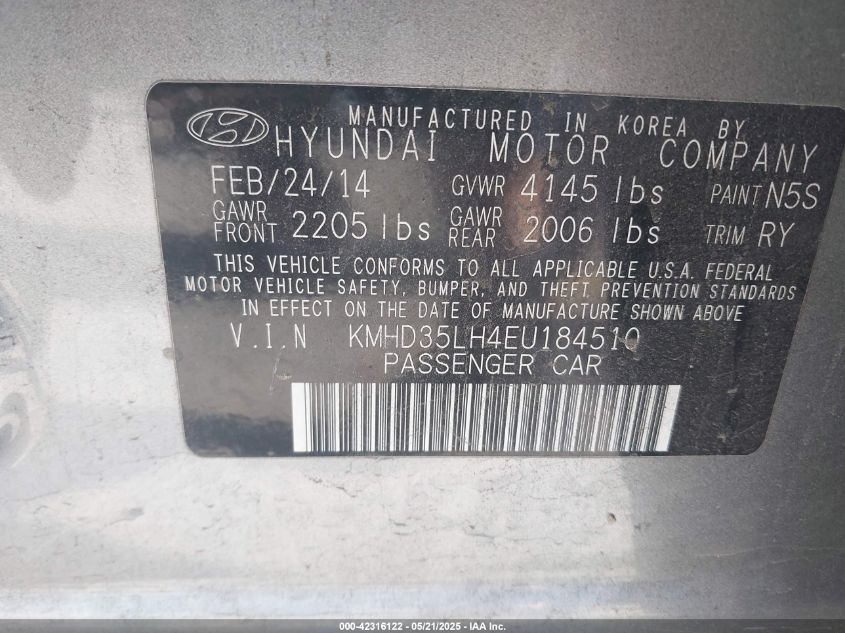 MANUFACTURED IN KOREA BY
HYUNDAI MOTOR COMPANY
FEB/24/14 GVWR 4145 lbs PAINT N5S
GAWR FRONT 2205 lbs GAWR REAR 2006 lbs TRIM RY
THIS VEHICLE CONFORMS TO ALL APPLICABLE U.S.A. FEDERAL
MOTOR VEHICLE SAFETY, BUMPER, AND THEFT PREVENTION STANDARDS
IN EFFECT ON THE DATE OF MANUFACTURE SHOWN ABOVE
V.I.N KMHD35LH4EU184510
PASSENGER CAR
000-42316122 — 05/21/2025 — IAA Inc.